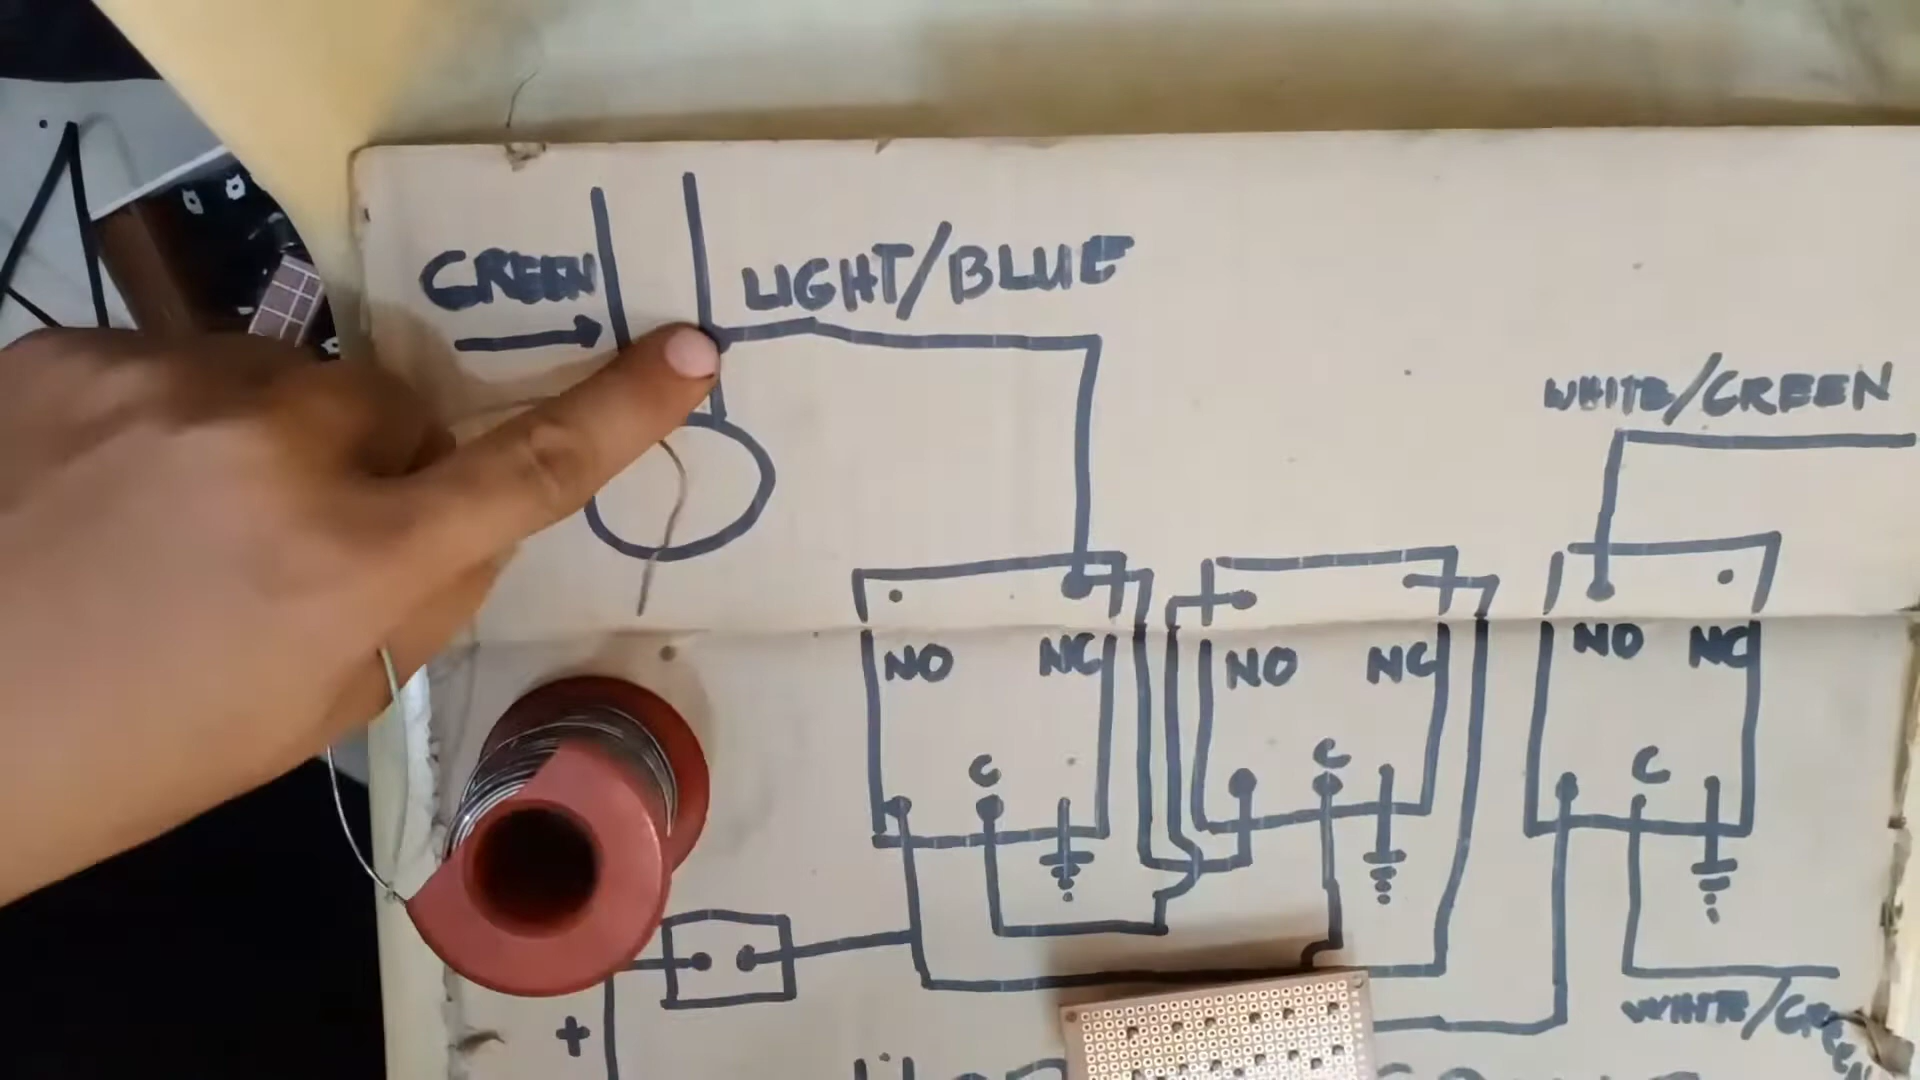 GREEN LIGHT/BLUE
WHITE/GREEN
NO NC NO NC NO NC
C C C
+
WHITE/GREEN